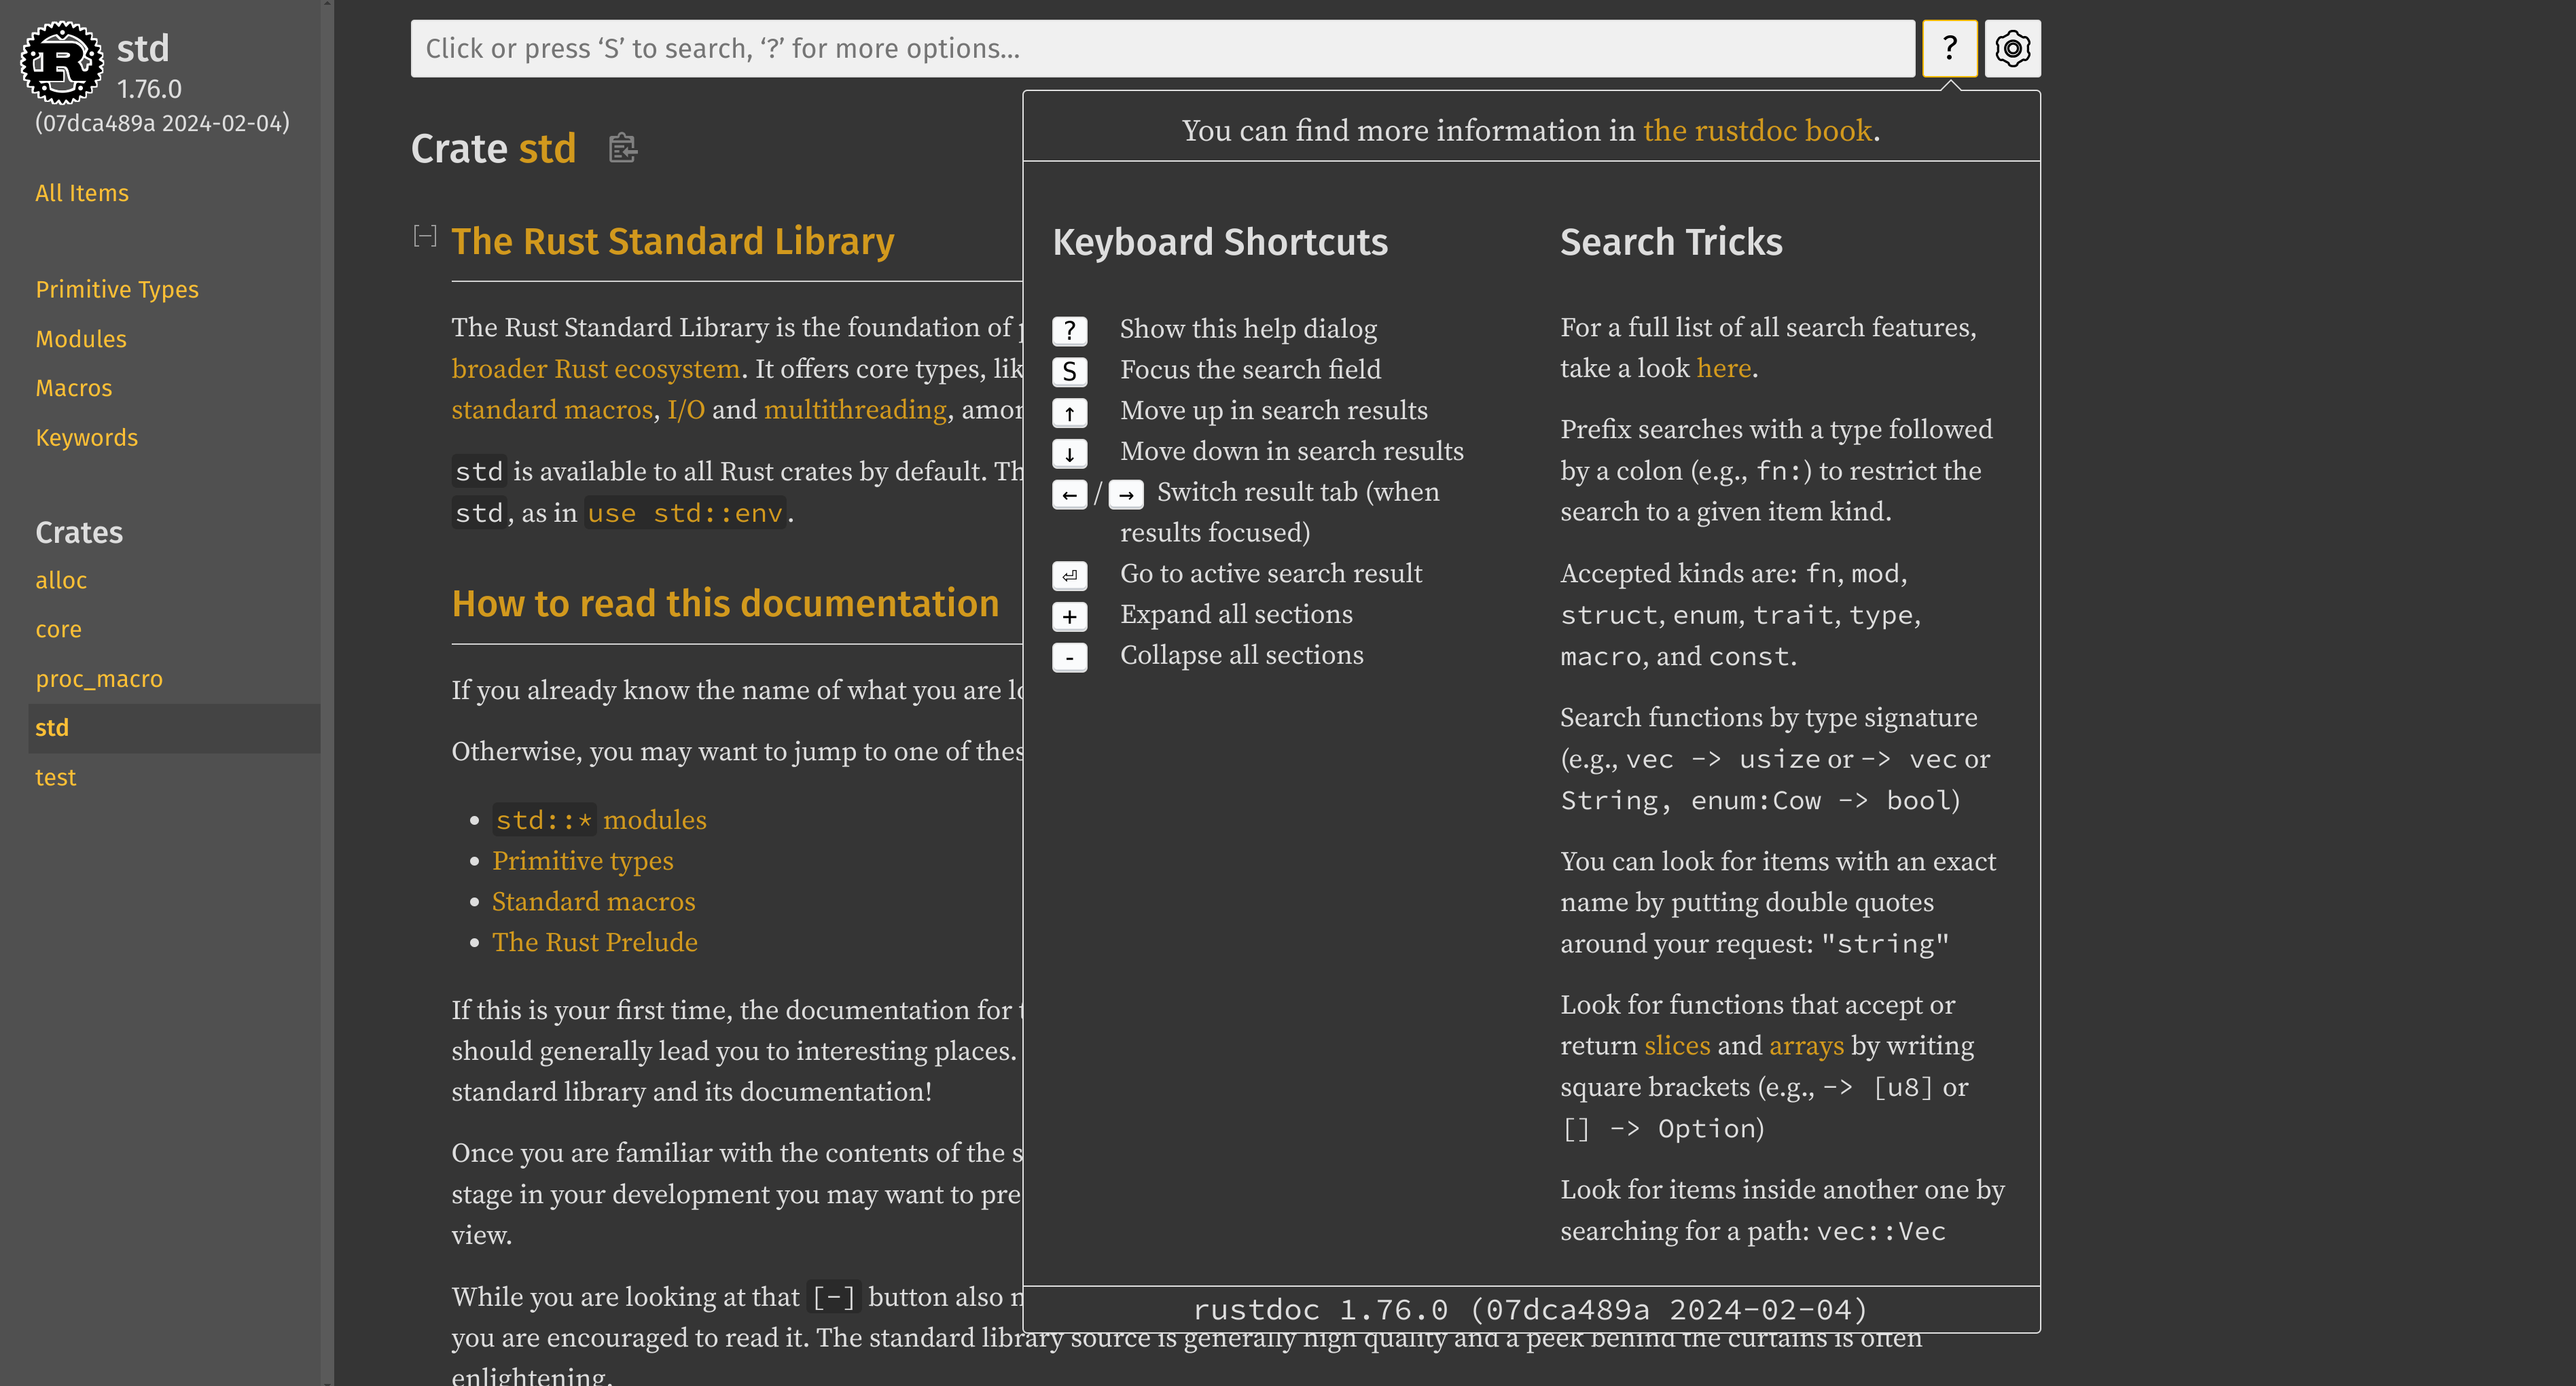 std
1.76.0
(07dca489a 2024-02-04)
All Items
Primitive Types
Modules
Macros
Keywords
Crates
alloc
core
proc_macro
std
test
Click or press ‘S’ to search, ‘?’ for more options…
?
Crate std
[−] The Rust Standard Library
The Rust Standard Library is the foundation of
broader Rust ecosystem. It offers core types, lik
standard macros, I/O and multithreading, amon
std is available to all Rust crates by default. Th
std, as in use std::env.
How to read this documentation
If you already know the name of what you are lo
Otherwise, you may want to jump to one of thes
• std::* modules
• Primitive types
• Standard macros
• The Rust Prelude
If this is your first time, the documentation for t
should generally lead you to interesting places.
standard library and its documentation!
Once you are familiar with the contents of the s
stage in your development you may want to pre
view.
While you are looking at that [-] button also n
you are encouraged to read it. The standard library source is generally high quality and a peek behind the curtains is often
enlightening.
You can find more information in the rustdoc book.
Keyboard Shortcuts
? Show this help dialog
S Focus the search field
↑ Move up in search results
↓ Move down in search results
← / → Switch result tab (when
results focused)
⏎ Go to active search result
+ Expand all sections
- Collapse all sections
Search Tricks
For a full list of all search features,
take a look here.
Prefix searches with a type followed
by a colon (e.g., fn:) to restrict the
search to a given item kind.
Accepted kinds are: fn, mod,
struct, enum, trait, type,
macro, and const.
Search functions by type signature
(e.g., vec -> usize or -> vec or
String, enum:Cow -> bool)
You can look for items with an exact
name by putting double quotes
around your request: "string"
Look for functions that accept or
return slices and arrays by writing
square brackets (e.g., -> [u8] or
[] -> Option)
Look for items inside another one by
searching for a path: vec::Vec
rustdoc 1.76.0 (07dca489a 2024-02-04)